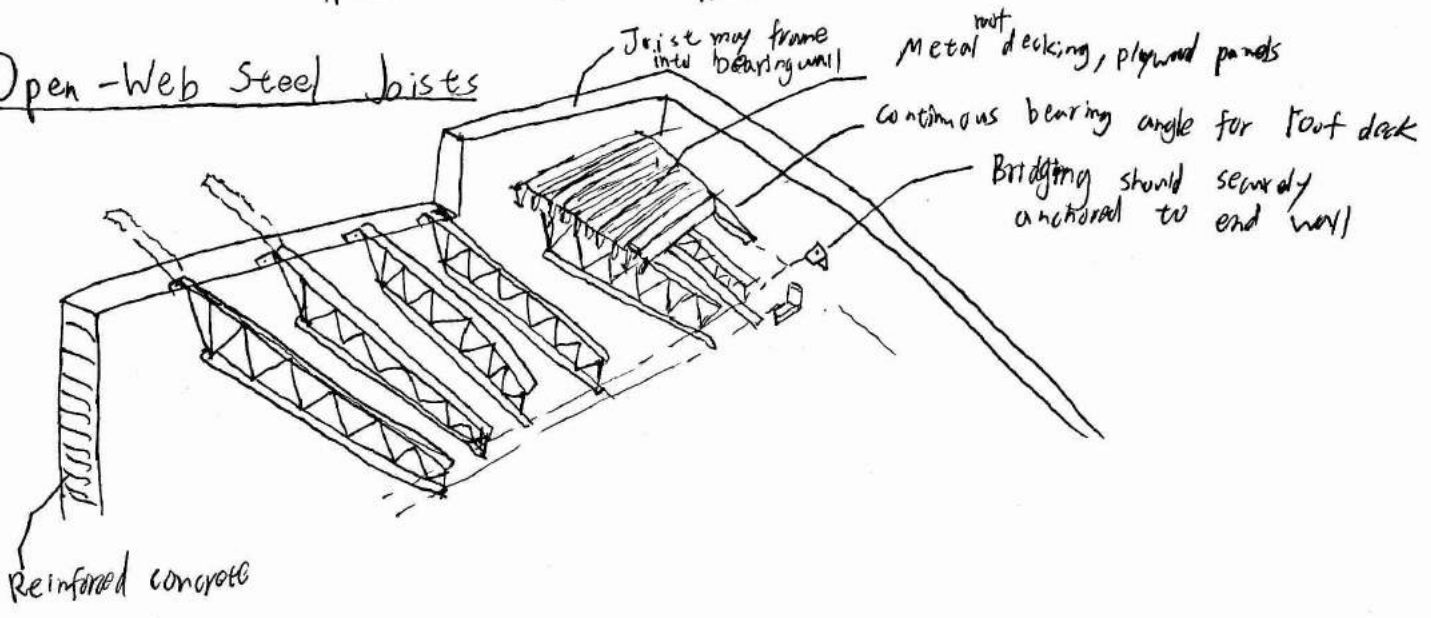 Open-Web Steel Joists
Joist may frame
into bearing wall
Metal roof decking, plywood panels
continuous bearing angle for roof deck
Bridging should securely
anchored to end wall
Reinforced concrete